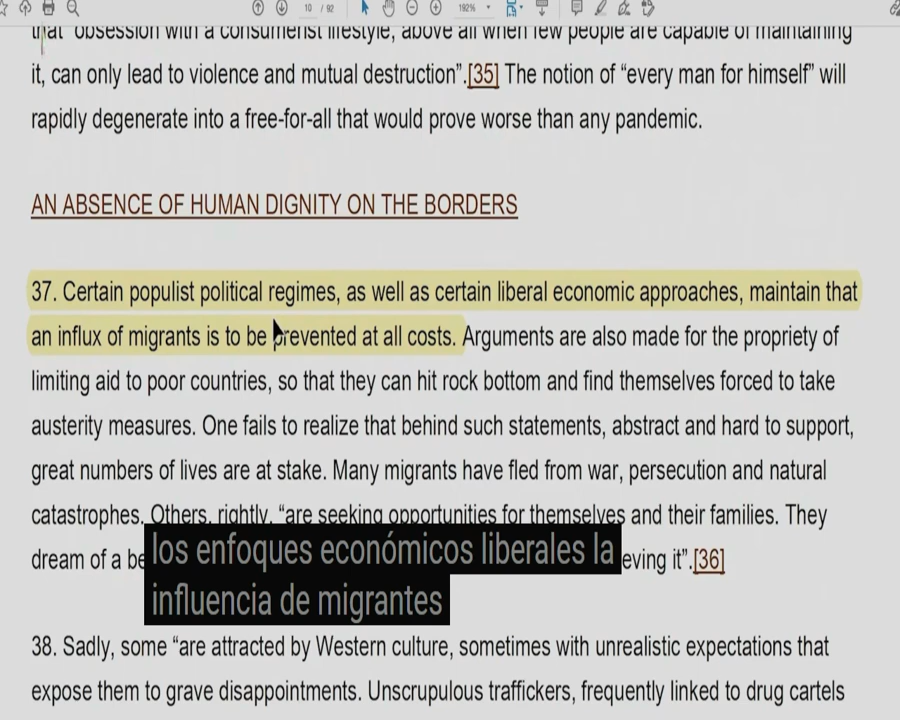 10 / 92
192%
that “obsession with a consumerist lifestyle, above all when few people are capable of maintaining
it, can only lead to violence and mutual destruction”.[35] The notion of “every man for himself” will
rapidly degenerate into a free-for-all that would prove worse than any pandemic.
AN ABSENCE OF HUMAN DIGNITY ON THE BORDERS
37. Certain populist political regimes, as well as certain liberal economic approaches, maintain that
an influx of migrants is to be prevented at all costs. Arguments are also made for the propriety of
limiting aid to poor countries, so that they can hit rock bottom and find themselves forced to take
austerity measures. One fails to realize that behind such statements, abstract and hard to support,
great numbers of lives are at stake. Many migrants have fled from war, persecution and natural
catastrophes. Others, rightly, “are seeking opportunities for themselves and their families. They
dream of a be eving it”.[36]
los enfoques económicos liberales la
influencia de migrantes
38. Sadly, some “are attracted by Western culture, sometimes with unrealistic expectations that
expose them to grave disappointments. Unscrupulous traffickers, frequently linked to drug cartels